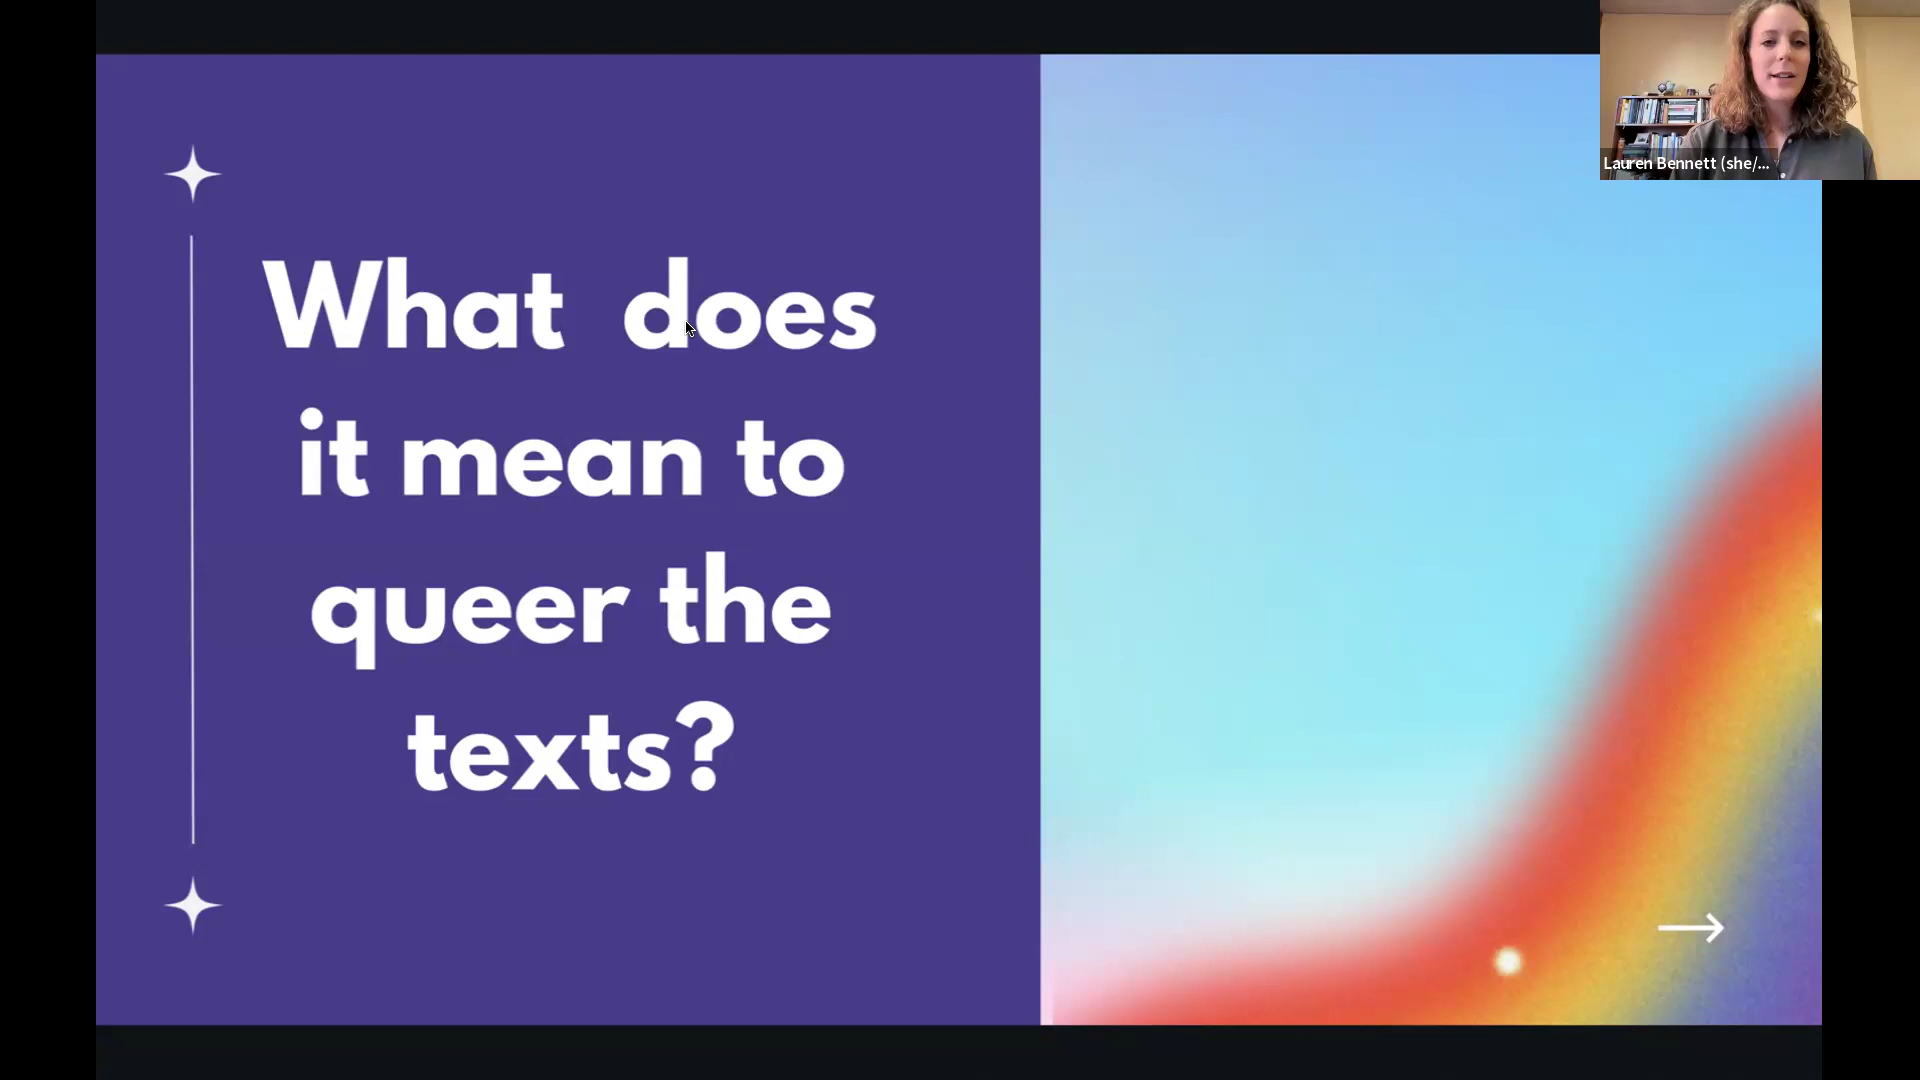 What does
it mean to
queer the
texts?
Lauren Bennett (she/...